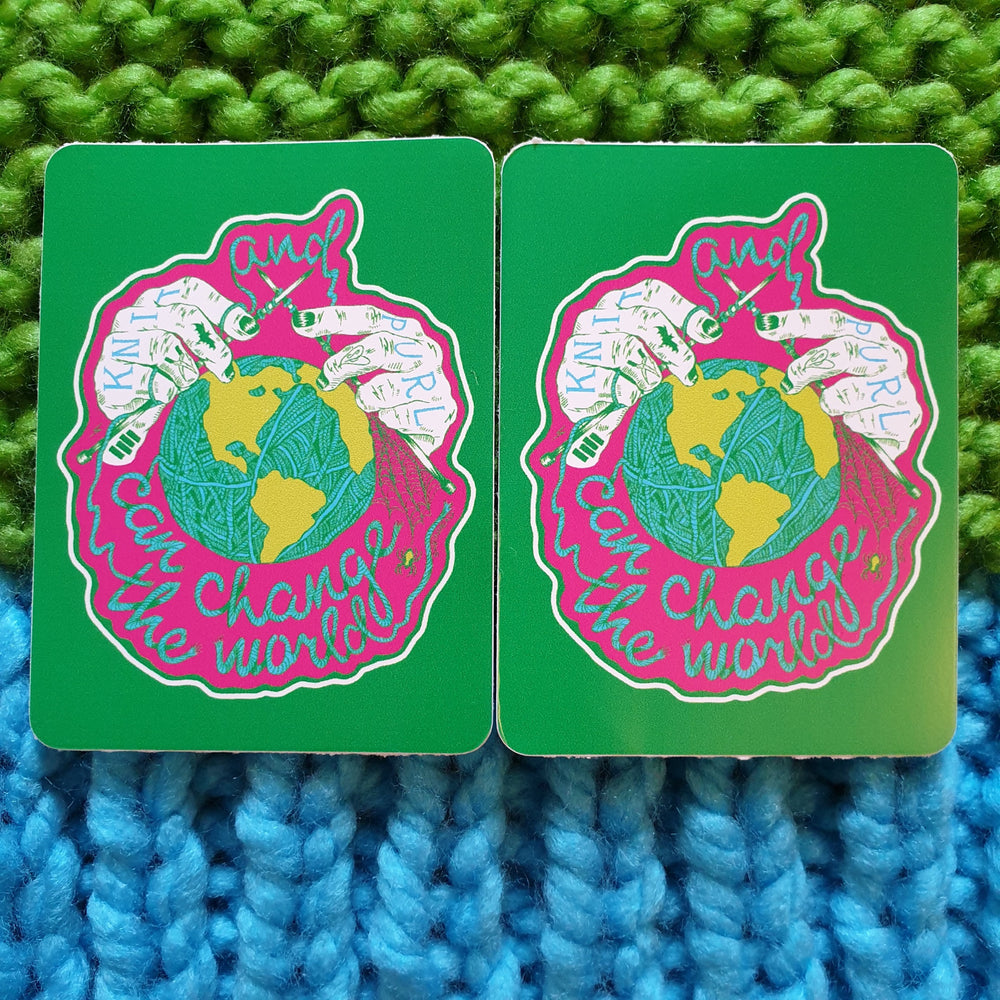 and
KNIT PURL
can change
the world
and
KNIT PURL
can change
the world